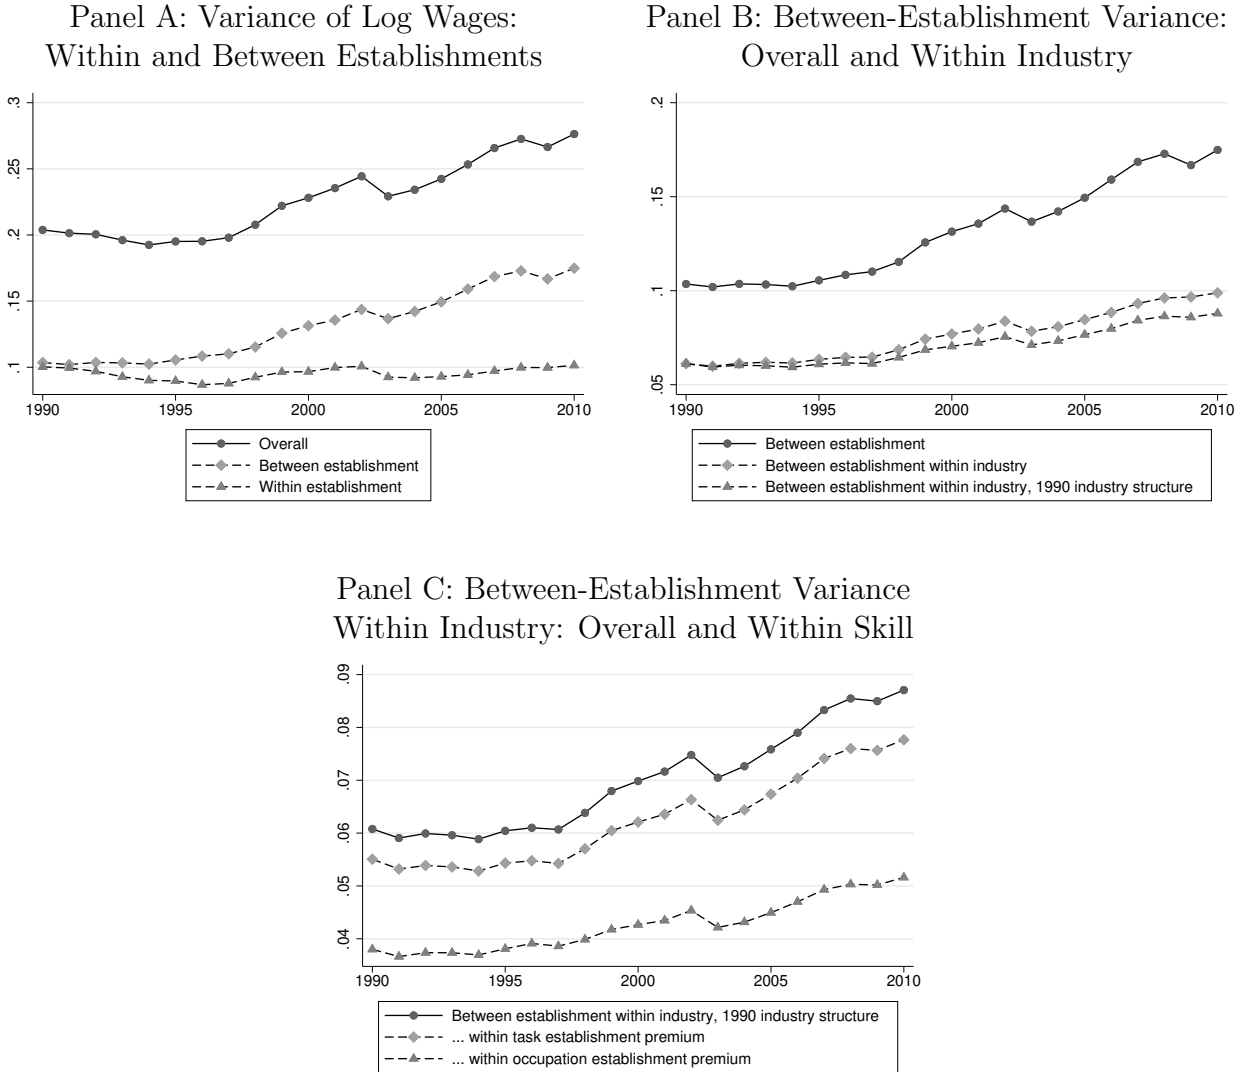 Panel A: Variance of Log Wages:
Within and Between Establishments
.3
.25
.2
.15
.1
1990 1995 2000 2005 2010
Overall
Between establishment
Within establishment
Panel B: Between-Establishment Variance:
Overall and Within Industry
.2
.15
.1
.05
1990 1995 2000 2005 2010
Between establishment
Between establishment within industry
Between establishment within industry, 1990 industry structure
Panel C: Between-Establishment Variance
Within Industry: Overall and Within Skill
.09
.08
.07
.06
.05
.04
1990 1995 2000 2005 2010
Between establishment within industry, 1990 industry structure
... within task establishment premium
... within occupation establishment premium